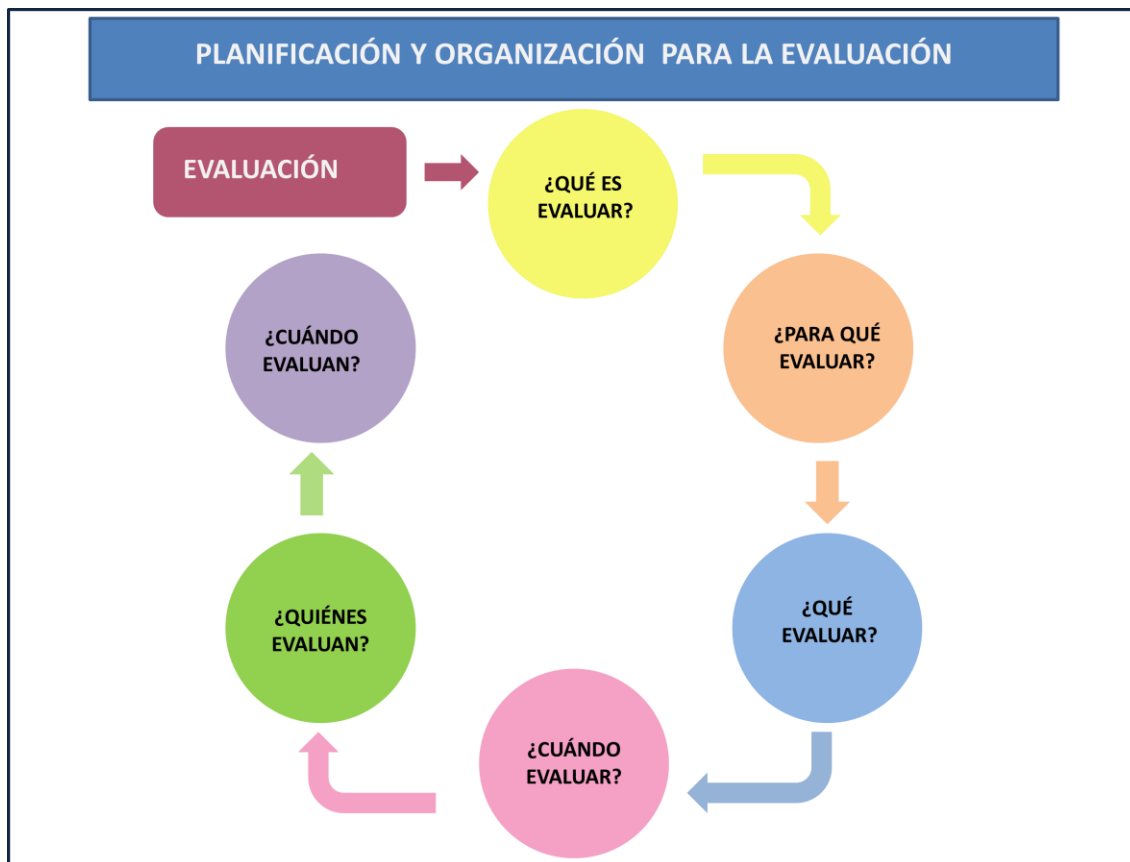 PLANIFICACIÓN Y ORGANIZACIÓN PARA LA EVALUACIÓN
EVALUACIÓN
¿QUÉ ES
EVALUAR?
¿PARA QUÉ
EVALUAR?
¿QUÉ
EVALUAR?
¿CUÁNDO
EVALUAR?
¿QUIÉNES
EVALUAN?
¿CUÁNDO
EVALUAN?